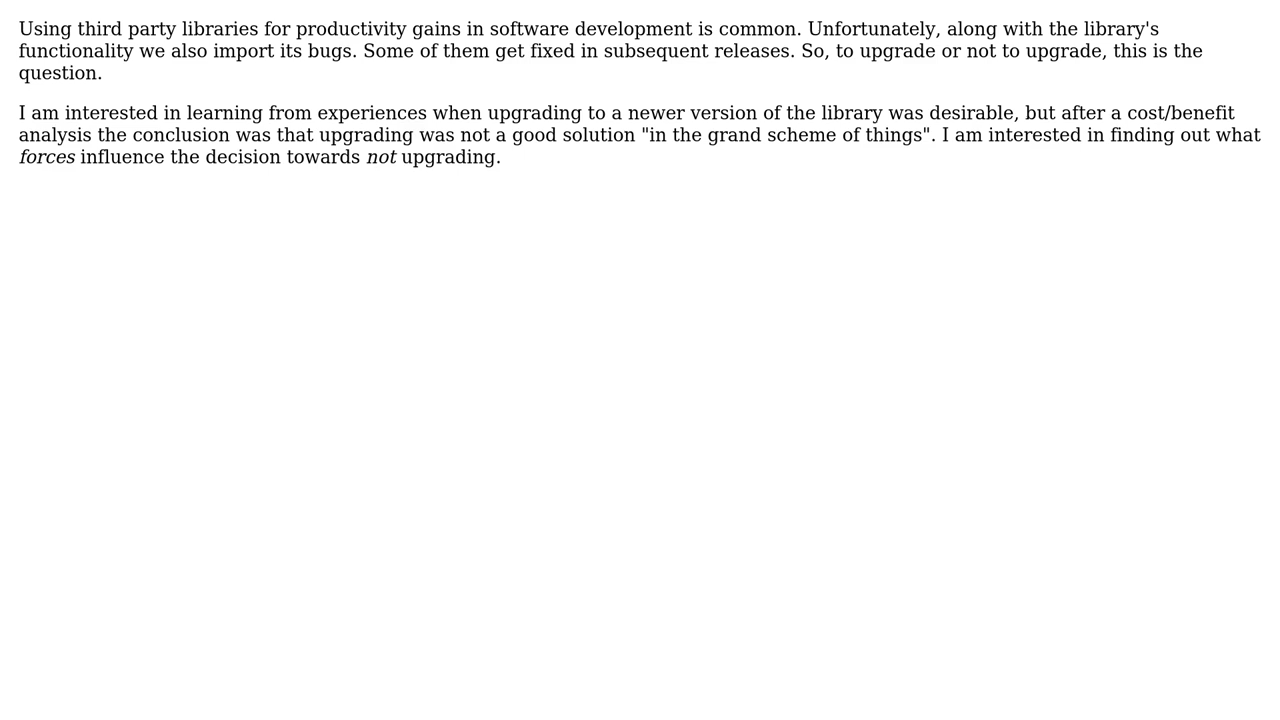 Using third party libraries for productivity gains in software development is common. Unfortunately, along with the library's
functionality we also import its bugs. Some of them get fixed in subsequent releases. So, to upgrade or not to upgrade, this is the
question.
I am interested in learning from experiences when upgrading to a newer version of the library was desirable, but after a cost/benefit
analysis the conclusion was that upgrading was not a good solution "in the grand scheme of things". I am interested in finding out what
forces influence the decision towards not upgrading.